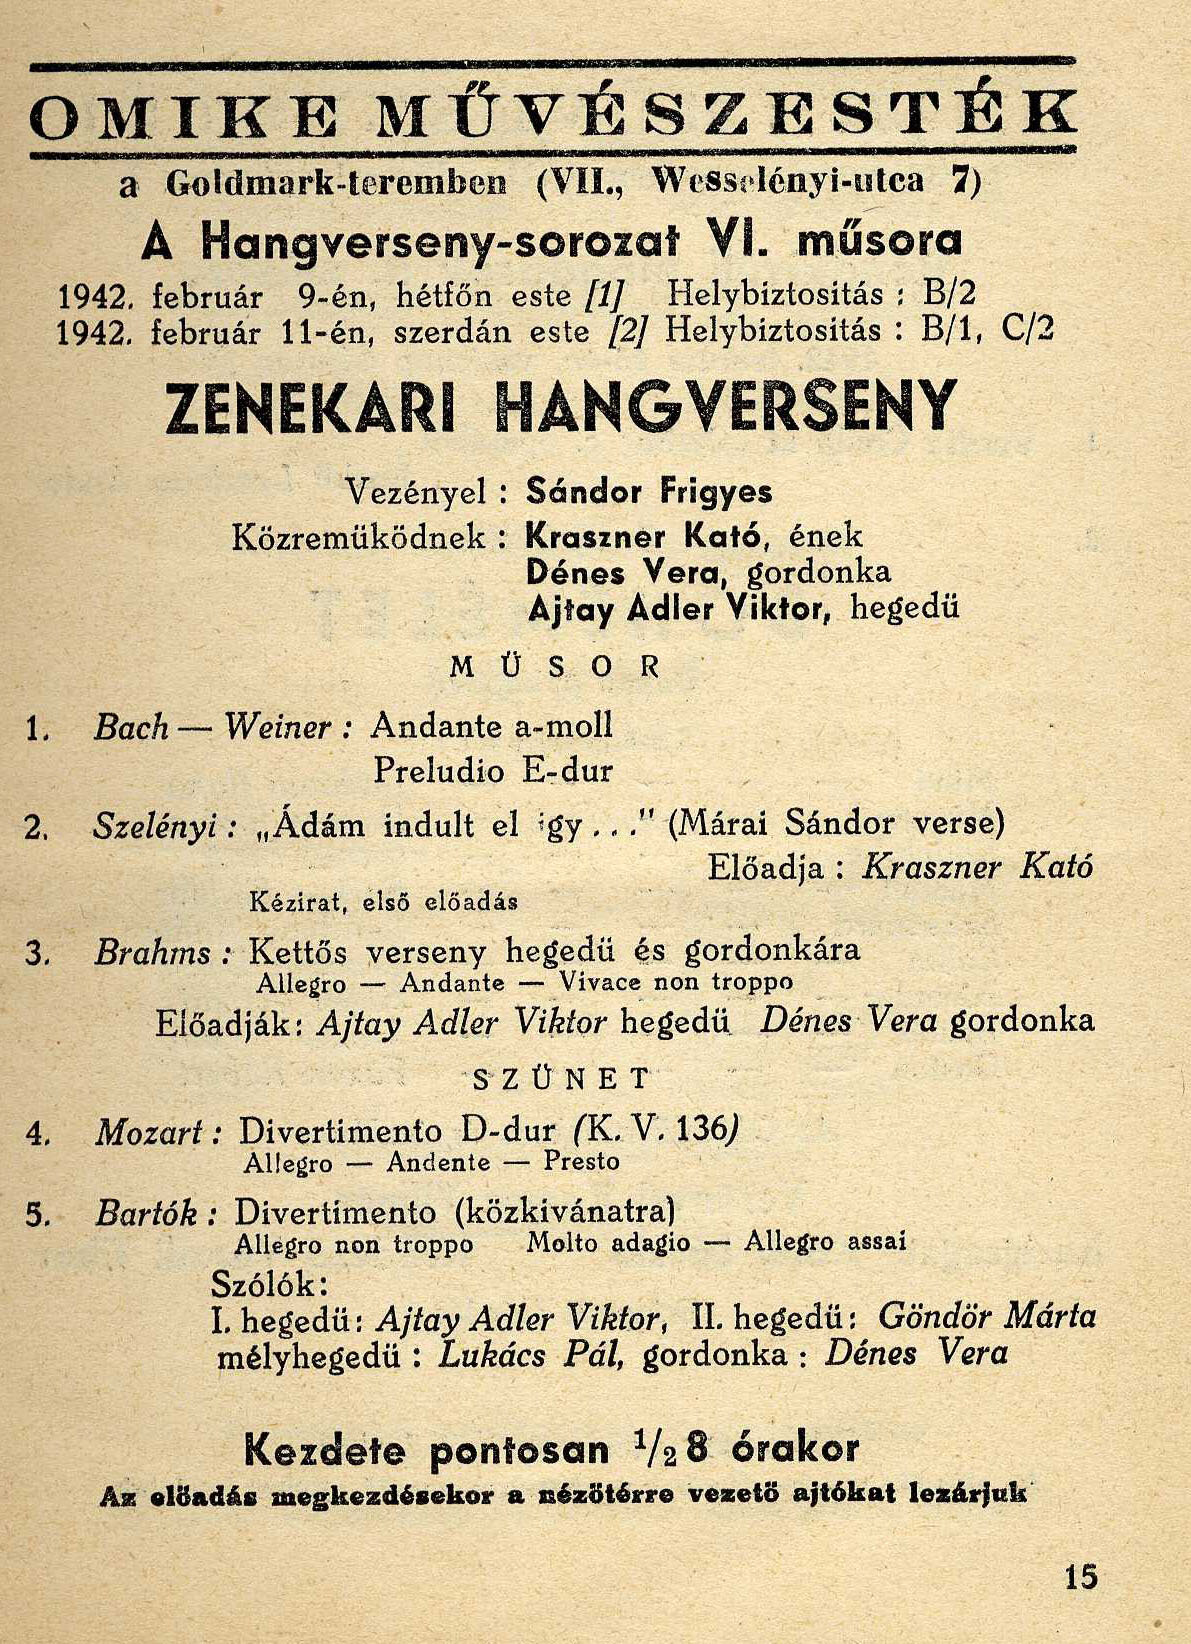 OMIKE MŰVÉSZESTÉK
a Goldmark-teremben (VII., Wesselényi-utca 7)
A Hangverseny-sorozat VI. műsora
1942. február 9-én, hétfőn este [1] Helybiztositás : B/2
1942. február 11-én, szerdán este [2] Helybiztositás : B/1, C/2
ZENEKARI HANGVERSENY
Vezényel : Sándor Frigyes
Közremüködnek : Kraszner Kató, ének
Dénes Vera, gordonka
Ajtay Adler Viktor, hegedü
MŰSOR
1. Bach — Weiner : Andante a-moll
Preludio E-dur
2. Szelényi : „Ádám indult el igy . . ." (Márai Sándor verse)
Előadja : Kraszner Kató
Kézirat, első előadás
3. Brahms : Kettős verseny hegedü és gordonkára
Allegro — Andante — Vivace non troppo
Előadják : Ajtay Adler Viktor hegedü Dénes Vera gordonka
SZÜNET
4. Mozart : Divertimento D-dur (K. V. 136)
Allegro — Andente — Presto
5. Bartók : Divertimento (közkivánatra)
Allegro non troppo Molto adagio — Allegro assai
Szólók :
I. hegedü : Ajtay Adler Viktor, II. hegedü : Göndör Márta
mélyhegedü : Lukács Pál, gordonka : Dénes Vera
Kezdete pontosan 1/2 8 órakor
Az előadás megkezdésekor a nézőtérre vezető ajtókat lezárjuk
15